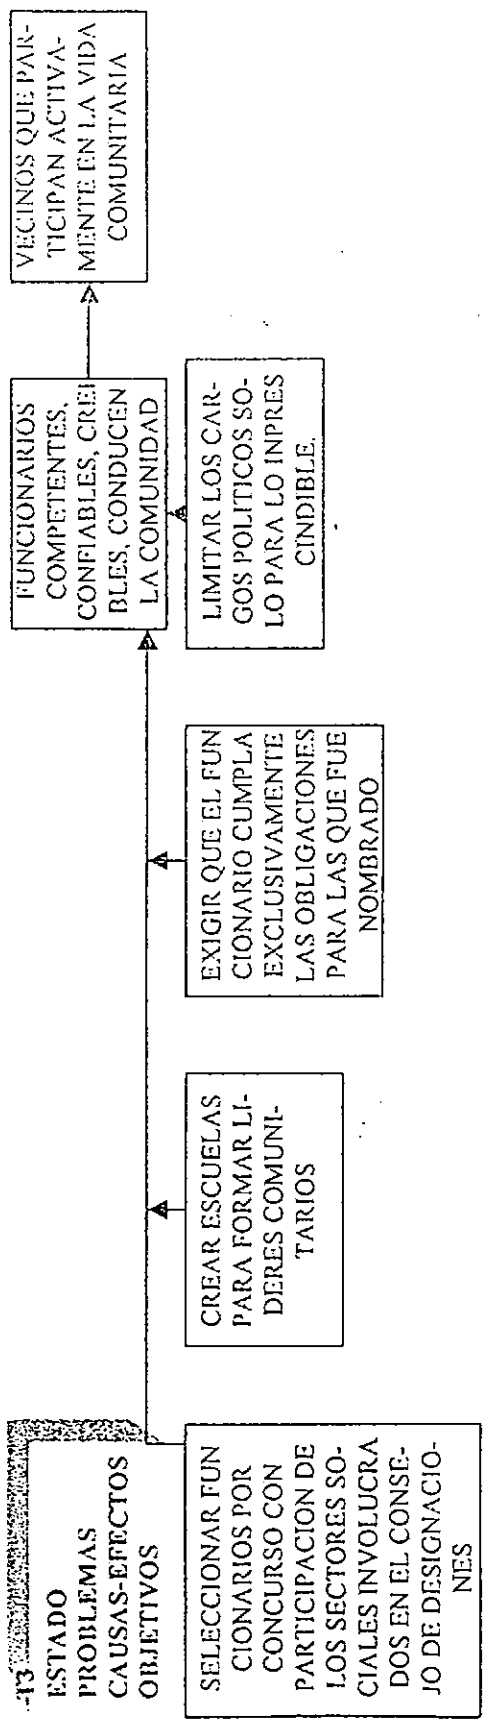 13
ESTADO
PROBLEMAS
CAUSAS-EFECTOS
OBJETIVOS
SELECCIONAR FUN
CIONARIOS POR
CONCURSO CON
PARTICIPACION DE
LOS SECTORES SO-
CIALES INVOLUCRA
DOS EN EL CONSE-
JO DE DESIGNACIO-
NES
CREAR ESCUELAS
PARA FORMAR LI-
DERES COMUNI-
TARIOS
EXIGIR QUE EL FUN
CIONARIO CUMPLA
EXCLUSIVAMENTE
LAS OBLIGACIONES
PARA LAS QUE FUE
NOMBRADO
LIMITAR LOS CAR-
GOS POLITICOS SO-
LO PARA LO INPRES
CINDIBLE.
FUNCIONARIOS
COMPETENTES,
CONFIABLES, CREI
BLES, CONDUCEN
LA COMUNIDAD
VECINOS QUE PAR-
TICIPAN ACTIVA-
MENTE EN LA VIDA
COMUNITARIA